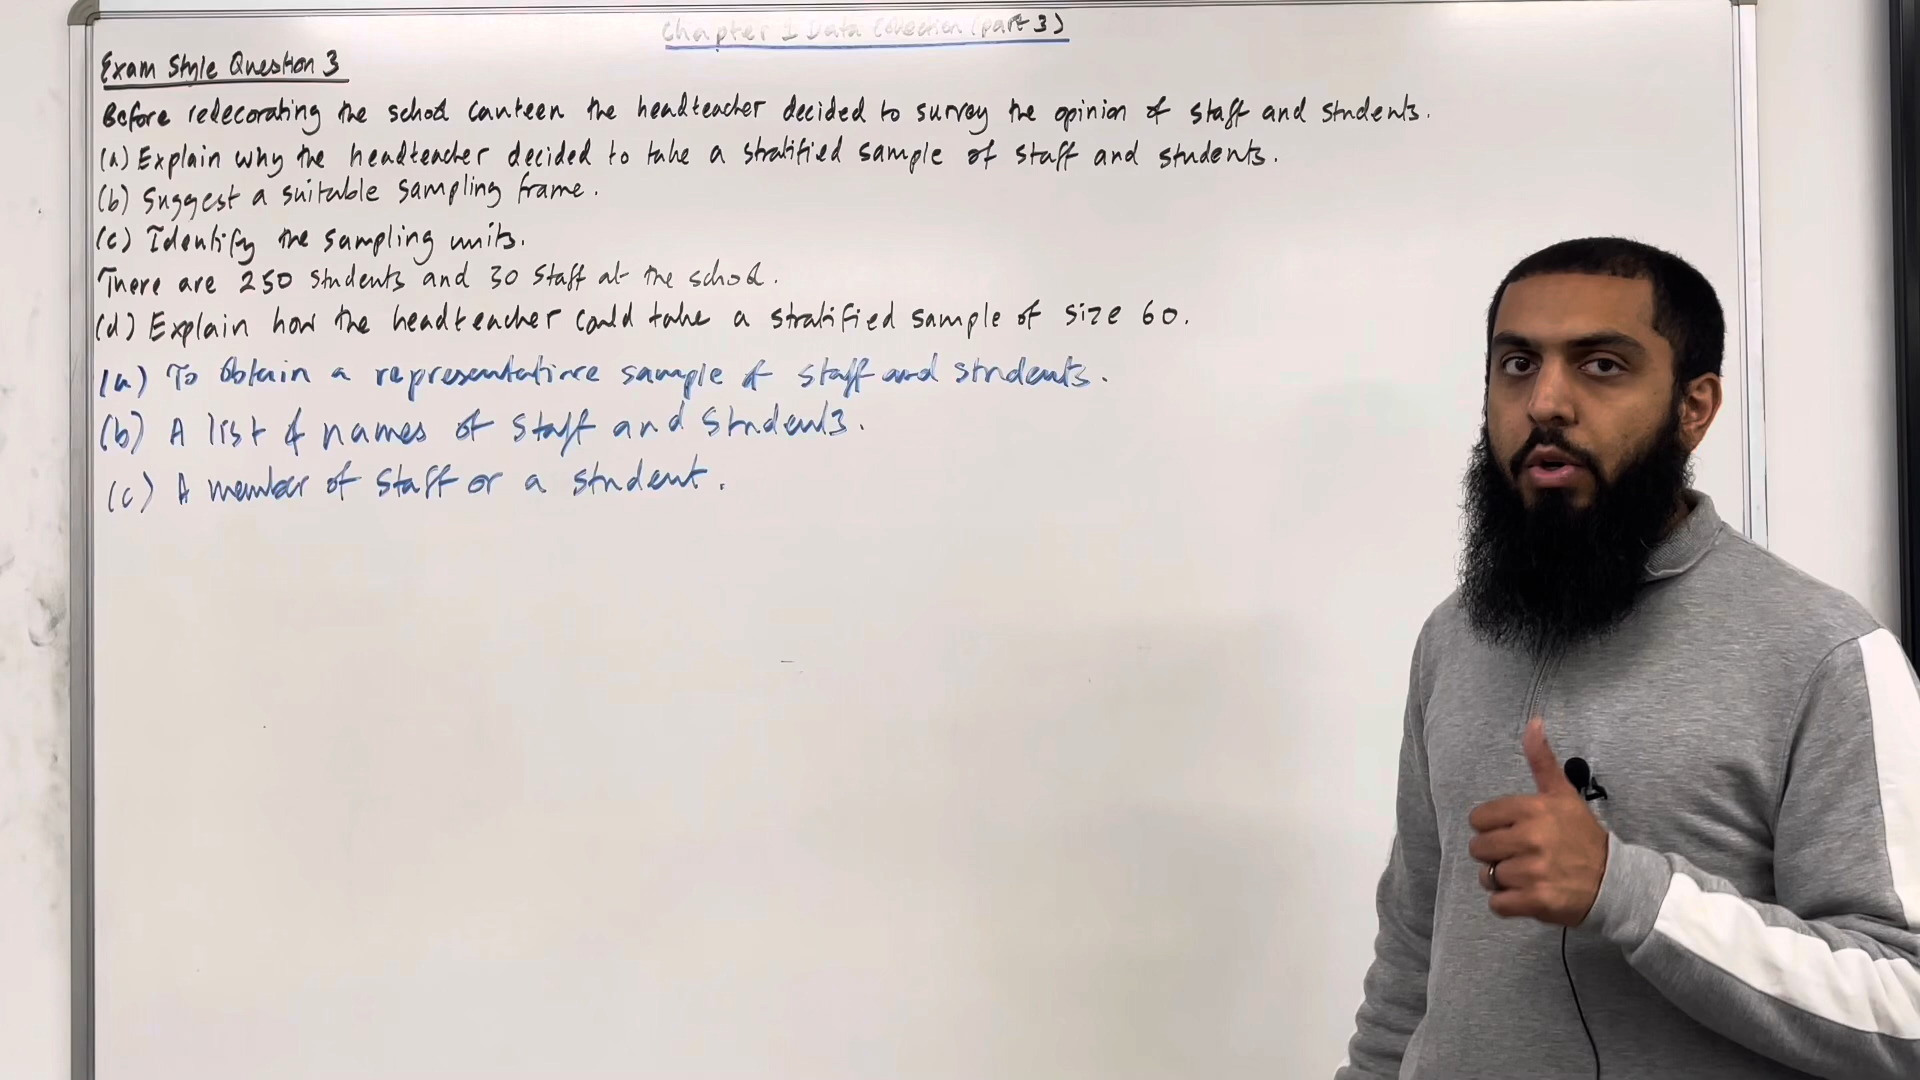 Chapter 1 Data Collection (part 3)
Exam Style Question 3
Before redecorating the school canteen the headteacher decided to survey the opinion of staff and students.
(a) Explain why the headteacher decided to take a stratified sample of staff and students.
(b) Suggest a suitable sampling frame.
(c) Identify the sampling units.
There are 250 students and 30 staff at the school.
(d) Explain how the headteacher could take a stratified sample of size 60.
(a) To obtain a representative sample of staff and students.
(b) A list of names of staff and students.
(c) A member of staff or a student.